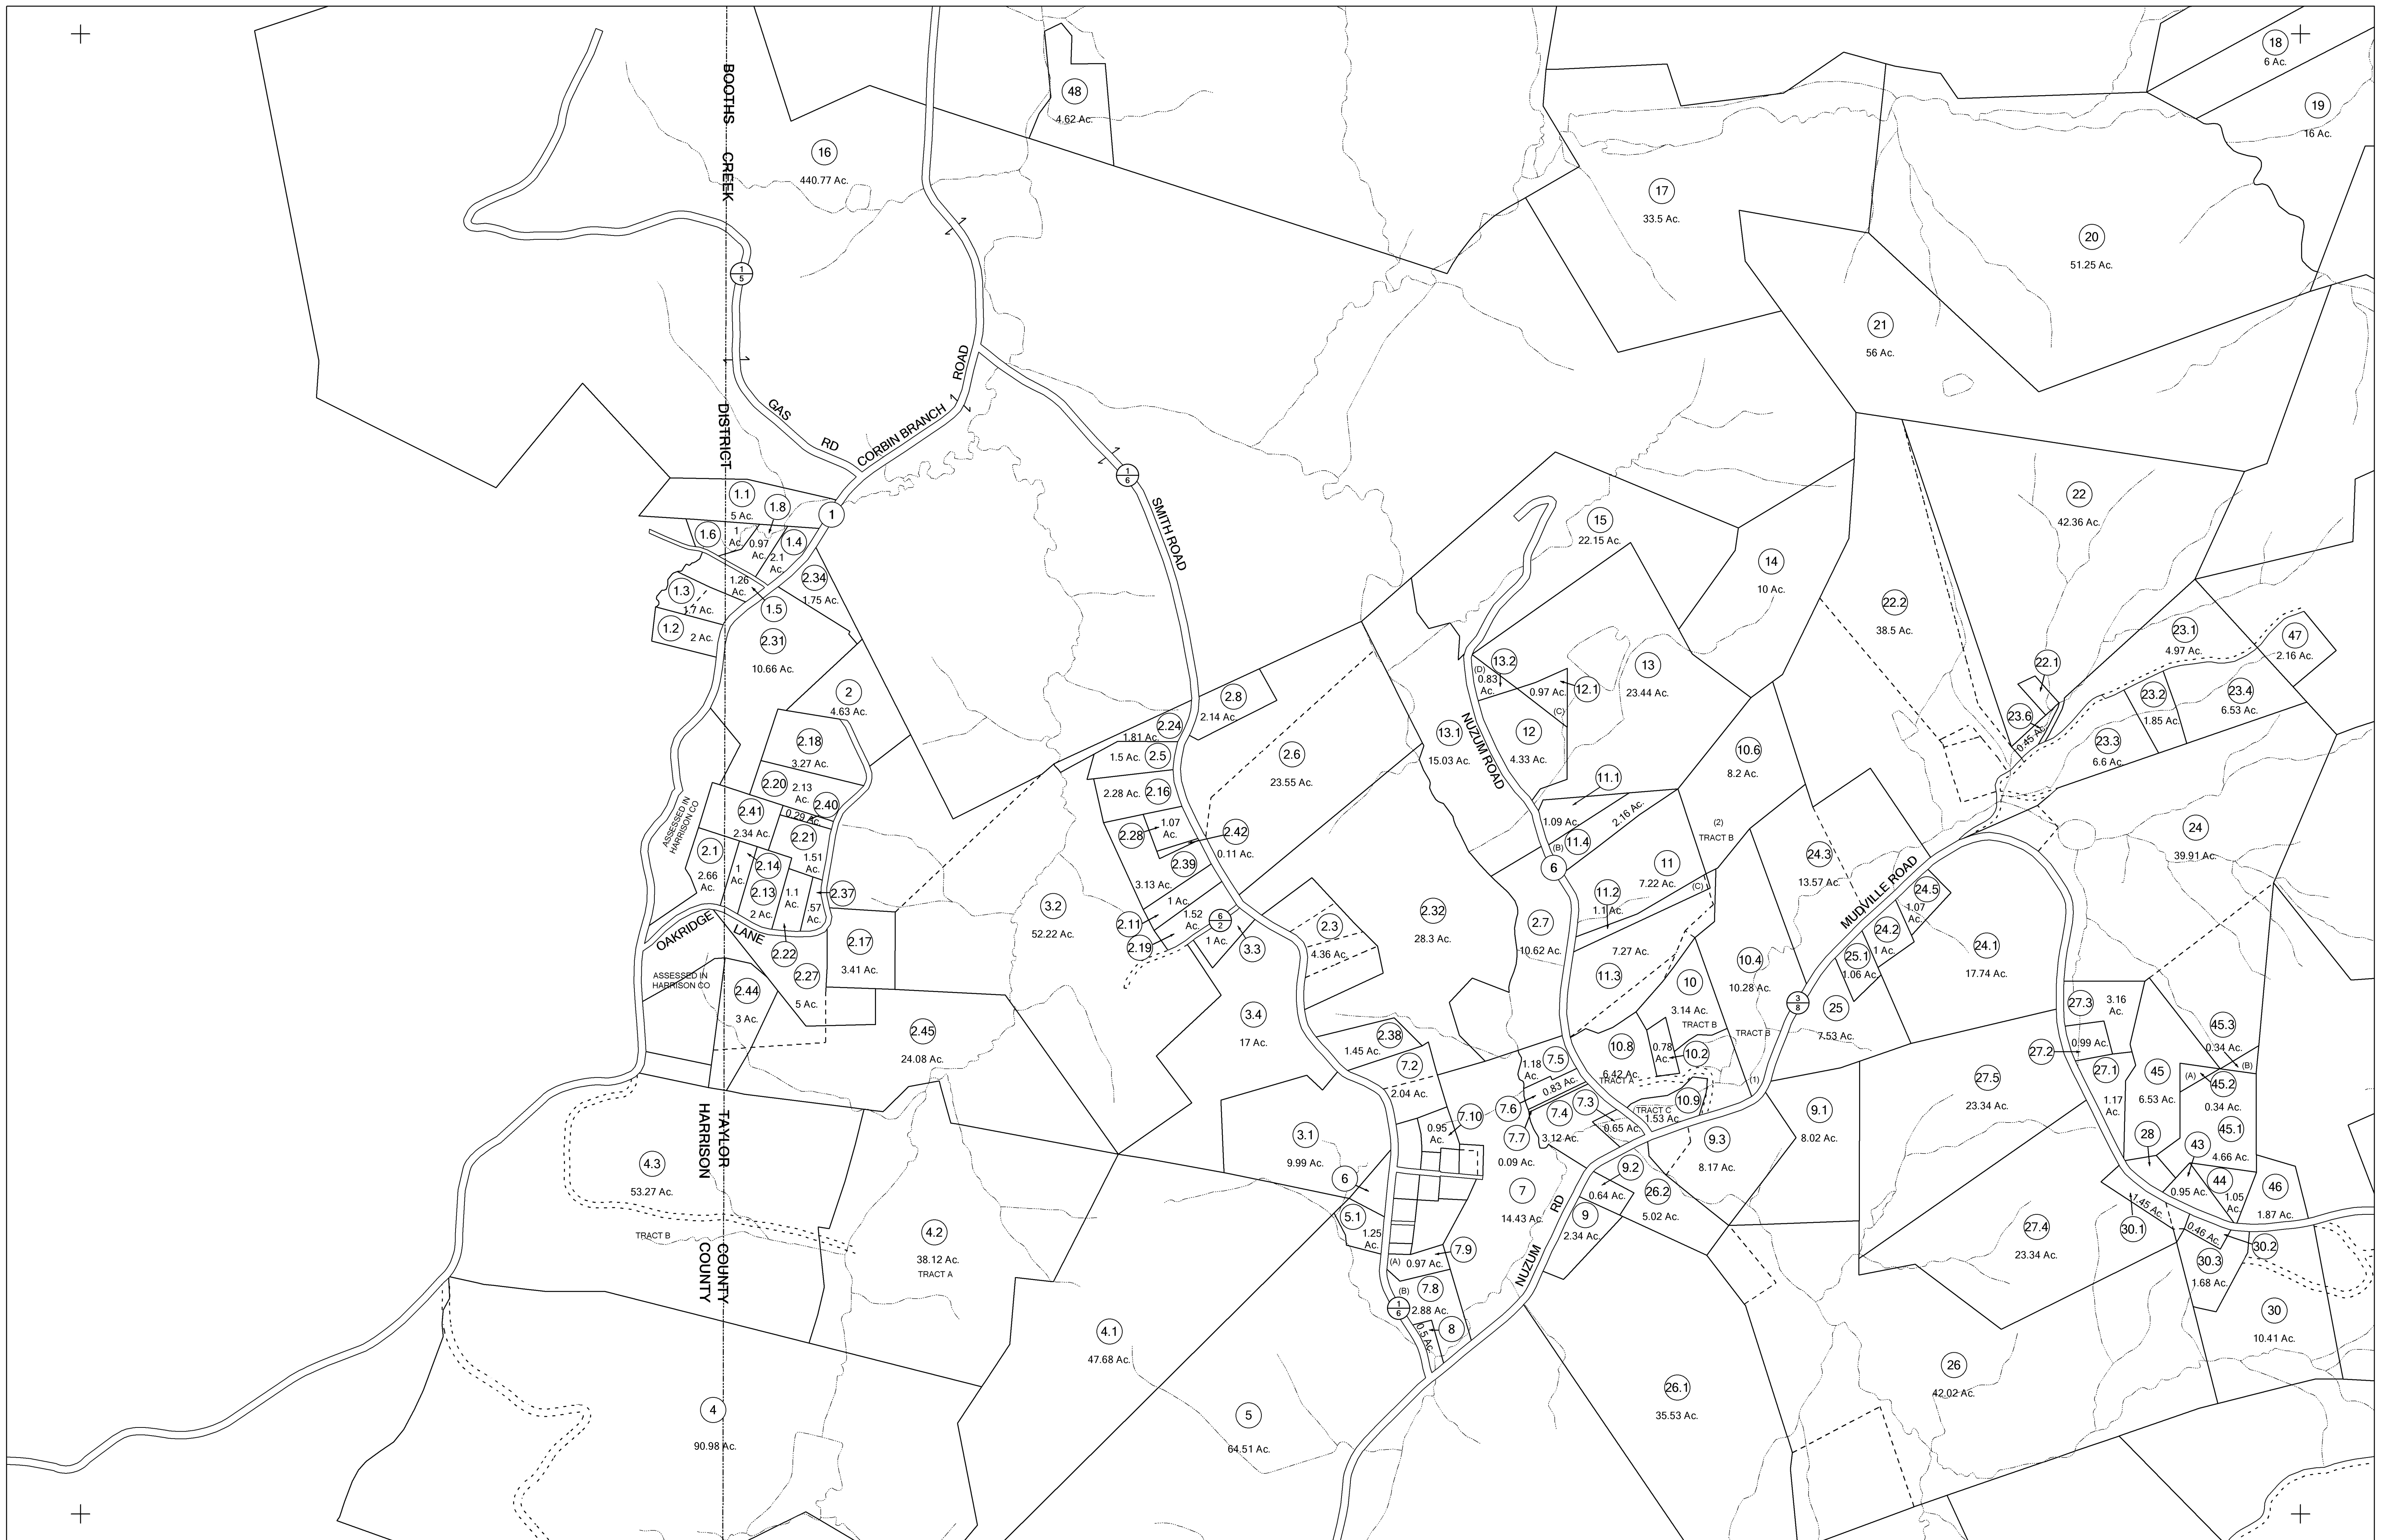 BOOTHS CREEK DISTRICT
TAYLOR COUNTY
HARRISON COUNTY
18
6 Ac.
19
16 Ac.
48
4.62 Ac.
16
440.77 Ac.
17
33.5 Ac.
20
51.25 Ac.
21
56 Ac.
1
5
GAS RD
CORBIN BRANCH ROAD
1
6
SMITH ROAD
1
1.1
5 Ac.
1.8
0.97 Ac.
1.6
1 Ac.
1.4
2.1 Ac.
1.3
1.7 Ac.
1.26 Ac.
1.5
1.2
2 Ac.
2.34
1.75 Ac.
2.31
10.66 Ac.
2
4.63 Ac.
2.18
3.27 Ac.
2.20
2.13 Ac.
2.40
0.29 Ac.
2.41
2.34 Ac.
2.21
1.51 Ac.
ASSESSED IN
HARRISON CO
2.1
2.66 Ac.
2.14
1 Ac.
2.13
2 Ac.
1.1 Ac.
2.22
.57 Ac.
2.37
OAKRIDGE LANE
2.17
3.41 Ac.
2.27
5 Ac.
ASSESSED IN
HARRISON CO
2.44
3 Ac.
2.45
24.08 Ac.
3.2
52.22 Ac.
2.8
2.14 Ac.
2.24
1.81 Ac.
2.5
1.5 Ac.
2.6
23.55 Ac.
2.16
2.28 Ac.
2.28
1.07 Ac.
2.42
0.11 Ac.
2.39
3.13 Ac.
2.11
1 Ac.
2.19
1.52 Ac.
6
2
3.3
1 Ac.
2.3
4.36 Ac.
2.32
28.3 Ac.
3.4
17 Ac.
2.38
1.45 Ac.
7.2
2.04 Ac.
15
22.15 Ac.
14
10 Ac.
13
23.44 Ac.
13.2
(D)
0.83 Ac.
12.1
0.97 Ac.
(C)
12
4.33 Ac.
13.1
15.03 Ac.
NUZUM ROAD
11.1
1.09 Ac.
2.16 Ac.
11.4
(B)
6
11
7.22 Ac.
(C)
11.2
1.1 Ac.
7.27 Ac.
11.3
2.7
10.62 Ac.
10.6
8.2 Ac.
(2)
TRACT B
10
3.14 Ac.
TRACT B
10.4
10.28 Ac.
TRACT B
10.8
6.42 Ac.
TRACT A
0.78 Ac.
10.2
10.9
TRACT C
1.53 Ac.
(1)
22
42.36 Ac.
22.2
38.5 Ac.
22.1
23.6
0.45 Ac.
23.1
4.97 Ac.
47
2.16 Ac.
23.2
1.85 Ac.
23.4
6.53 Ac.
23.3
6.6 Ac.
24
39.91 Ac.
24.3
13.57 Ac.
MUDVILLE ROAD
24.5
1.07 Ac.
24.2
1 Ac.
25.1
1.06 Ac.
24.1
17.74 Ac.
3
8
25
7.53 Ac.
27.3
3.16 Ac.
27.2
0.99 Ac.
27.1
1.17 Ac.
45.3
0.34 Ac.
(B)
45
6.53 Ac.
(A)
45.2
0.34 Ac.
45.1
4.66 Ac.
28
43
0.95 Ac.
44
1.05 Ac.
46
1.87 Ac.
27.5
23.34 Ac.
27.4
23.34 Ac.
30.1
1.45 Ac.
0.46 Ac.
30.2
30.3
1.68 Ac.
30
10.41 Ac.
9.1
8.02 Ac.
9.3
8.17 Ac.
9.2
0.64 Ac.
9
2.34 Ac.
26.2
5.02 Ac.
26.1
35.53 Ac.
26
42.02 Ac.
7.5
1.18 Ac.
7.6
0.83 Ac.
7.4
3.12 Ac.
7.3
0.65 Ac.
7.7
0.09 Ac.
7.10
0.95 Ac.
7
14.43 Ac.
NUZUM RD
3.1
9.99 Ac.
6
5.1
1.25 Ac.
7.9
(A)
0.97 Ac.
7.8
(B)
2.88 Ac.
1
6
8
0.5 Ac.
4.3
53.27 Ac.
TRACT B
4.2
38.12 Ac.
TRACT A
4.1
47.68 Ac.
4
90.98 Ac.
5
64.51 Ac.